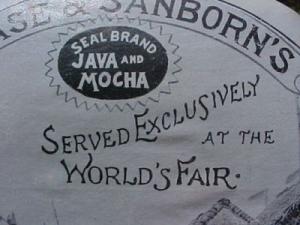 ASE & SANBORN'S
SEAL BRAND
JAVA AND
MOCHA
SERVED EXCLUSIVELY
AT THE
WORLD'S FAIR.